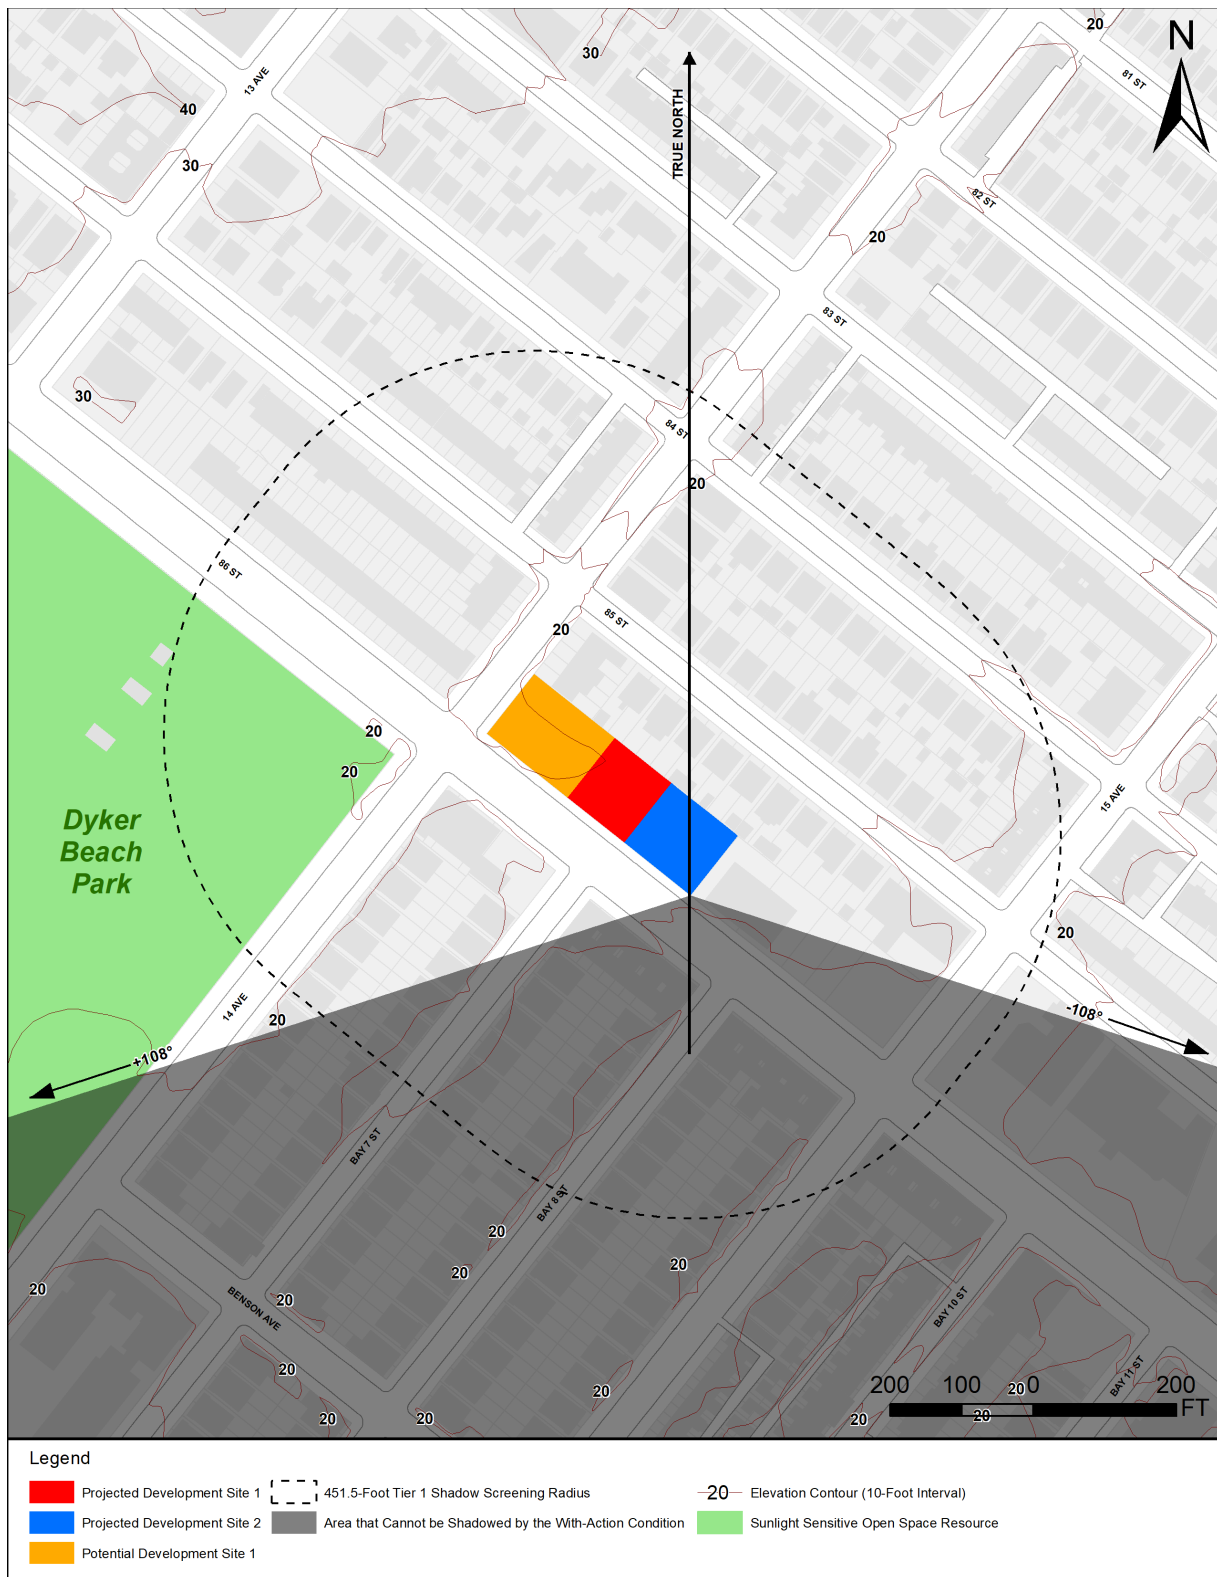 20
N
30
13 AVE
81 ST
40
TRUE NORTH
30
82 ST
20
83 ST
30
84 ST
20
86 ST
85 ST
20
20
20
15 AVE
Dyker
Beach
Park
20
14 AVE
20
-108°
+108°
BAY 7 ST
BAY 8 ST
20
20
20
20
BENSON AVE
20
BAY 10 ST
BAY 11 ST
20
20
20
20
20
20
20
200 100 0 200
FT
Legend
Projected Development Site 1
451.5-Foot Tier 1 Shadow Screening Radius
20 Elevation Contour (10-Foot Interval)
Projected Development Site 2
Area that Cannot be Shadowed by the With-Action Condition
Sunlight Sensitive Open Space Resource
Potential Development Site 1